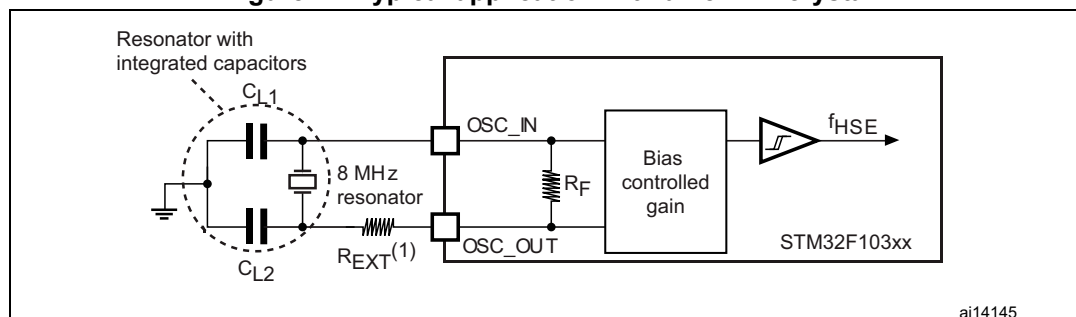 Resonator with
integrated capacitors
CL1
OSC_IN
fHSE
8 MHz
resonator
RF
Bias
controlled
gain
REXT(1)
OSC_OUT
STM32F103xx
CL2
ai14145